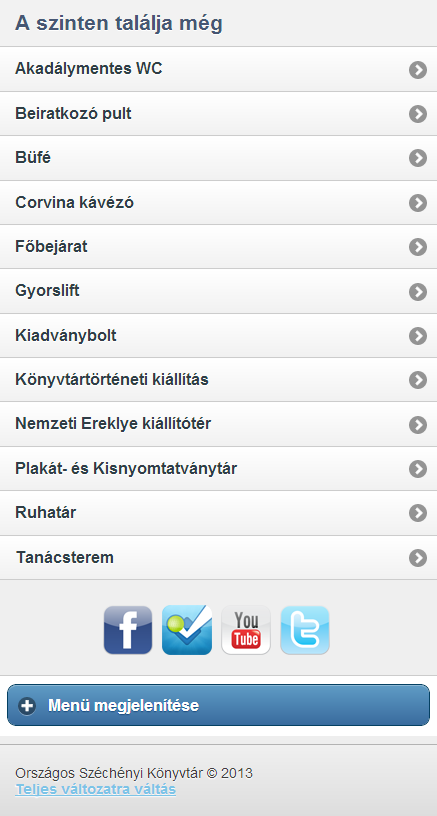 A szinten találja még
Akadálymentes WC
Beiratkozó pult
Büfé
Corvina kávézó
Főbejárat
Gyorslift
Kiadványbolt
Könyvtártörténeti kiállítás
Nemzeti Ereklye kiállítótér
Plakát- és Kisnyomtatványtár
Ruhatár
Tanácsterem
f
You
Tube
t
Menü megjelenítése
Országos Széchényi Könyvtár © 2013
Teljes változatra váltás